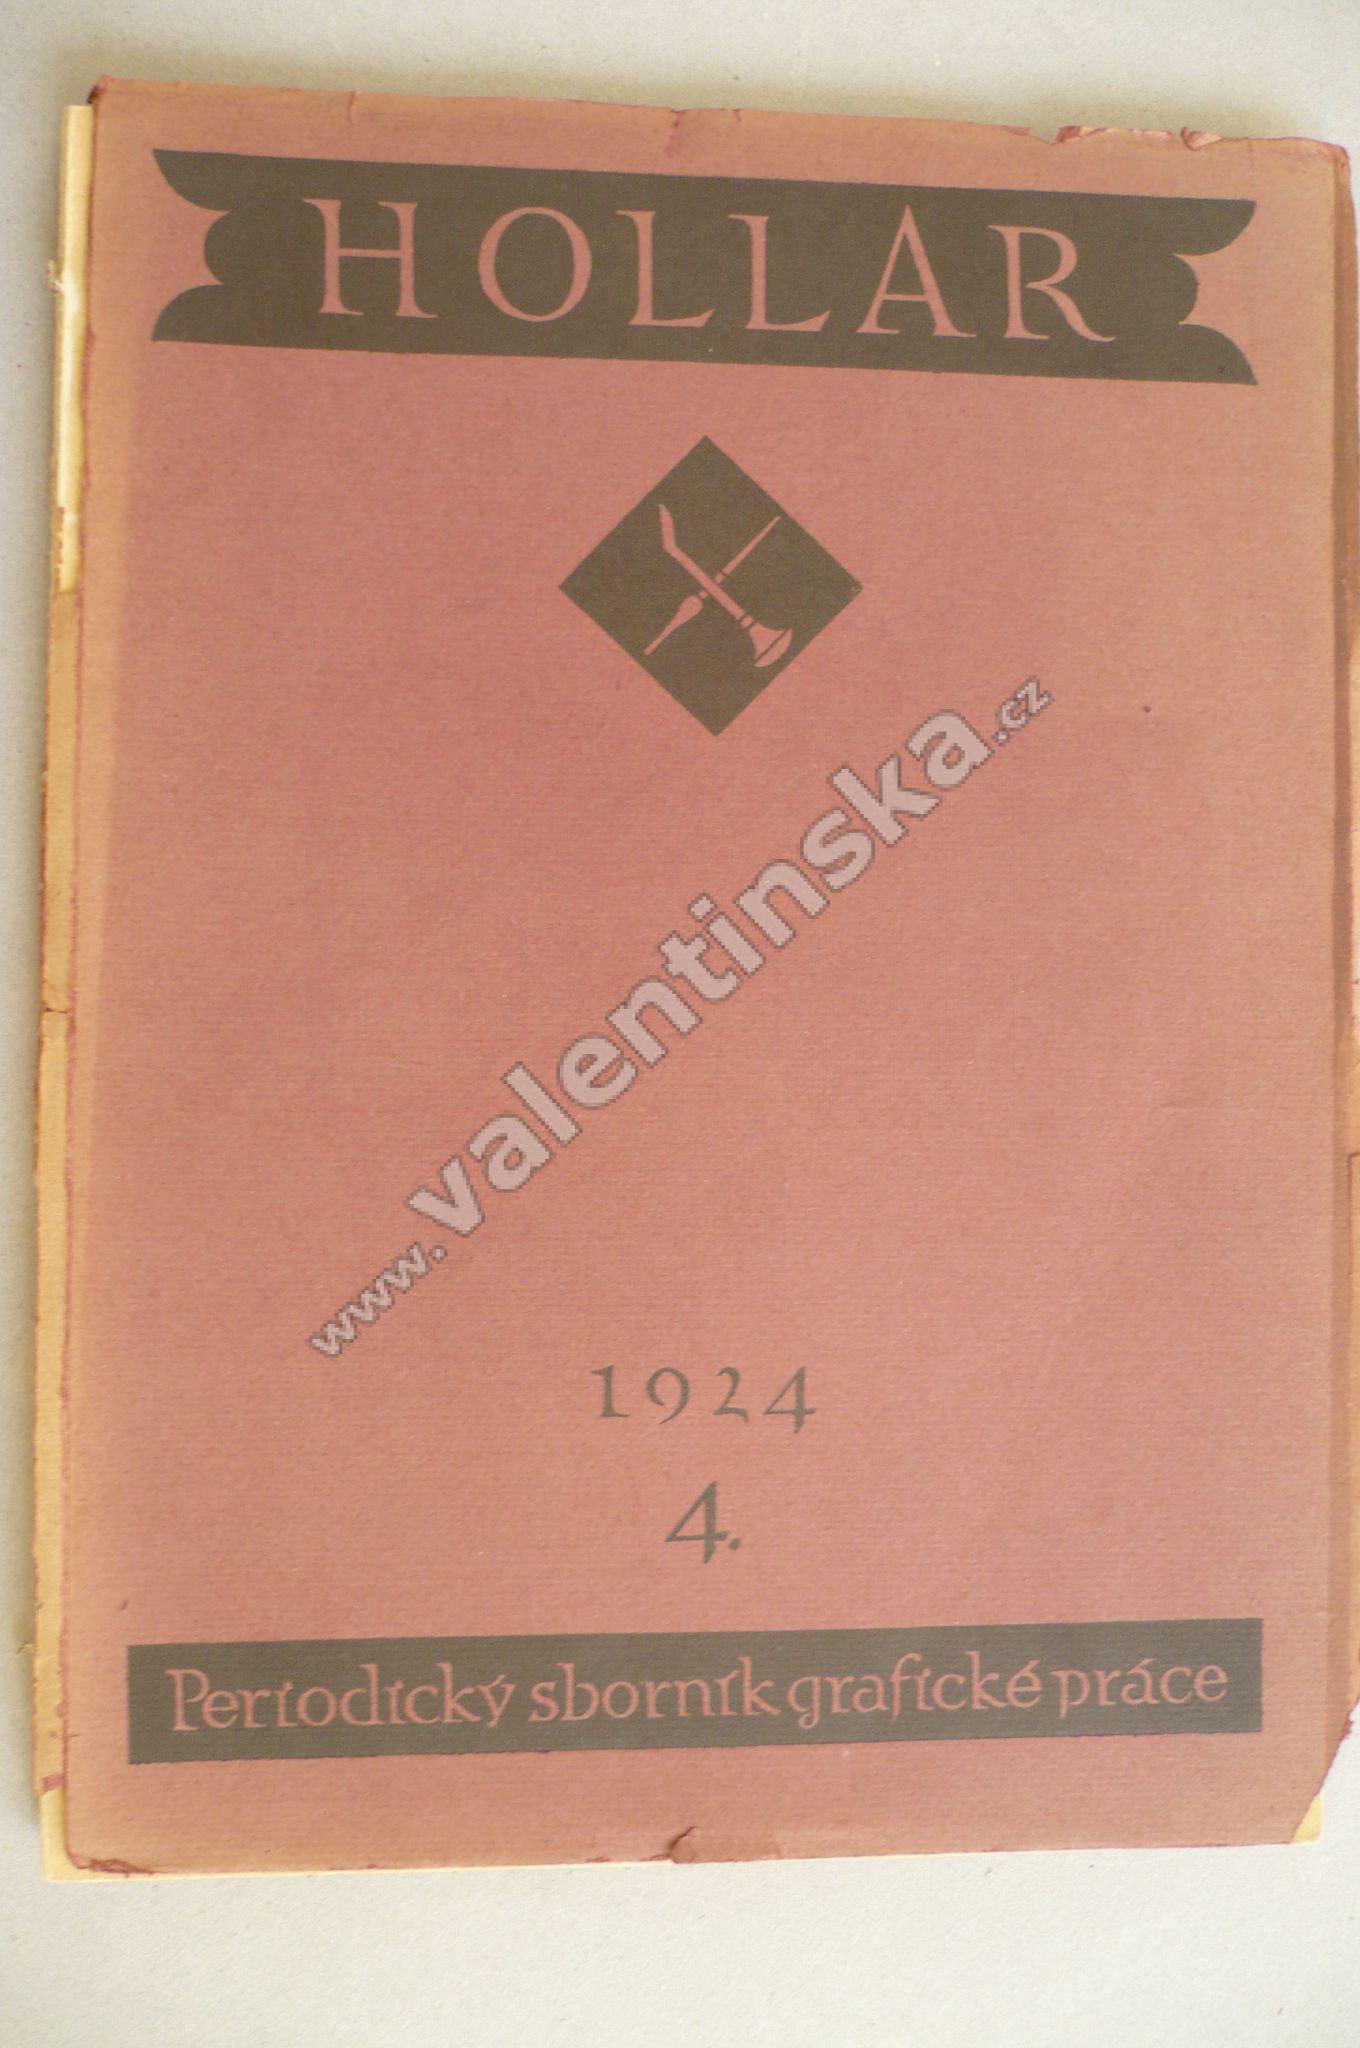 HOLLAR
www.valentinska.cz
1924
4.
Periodický sborník grafické práce